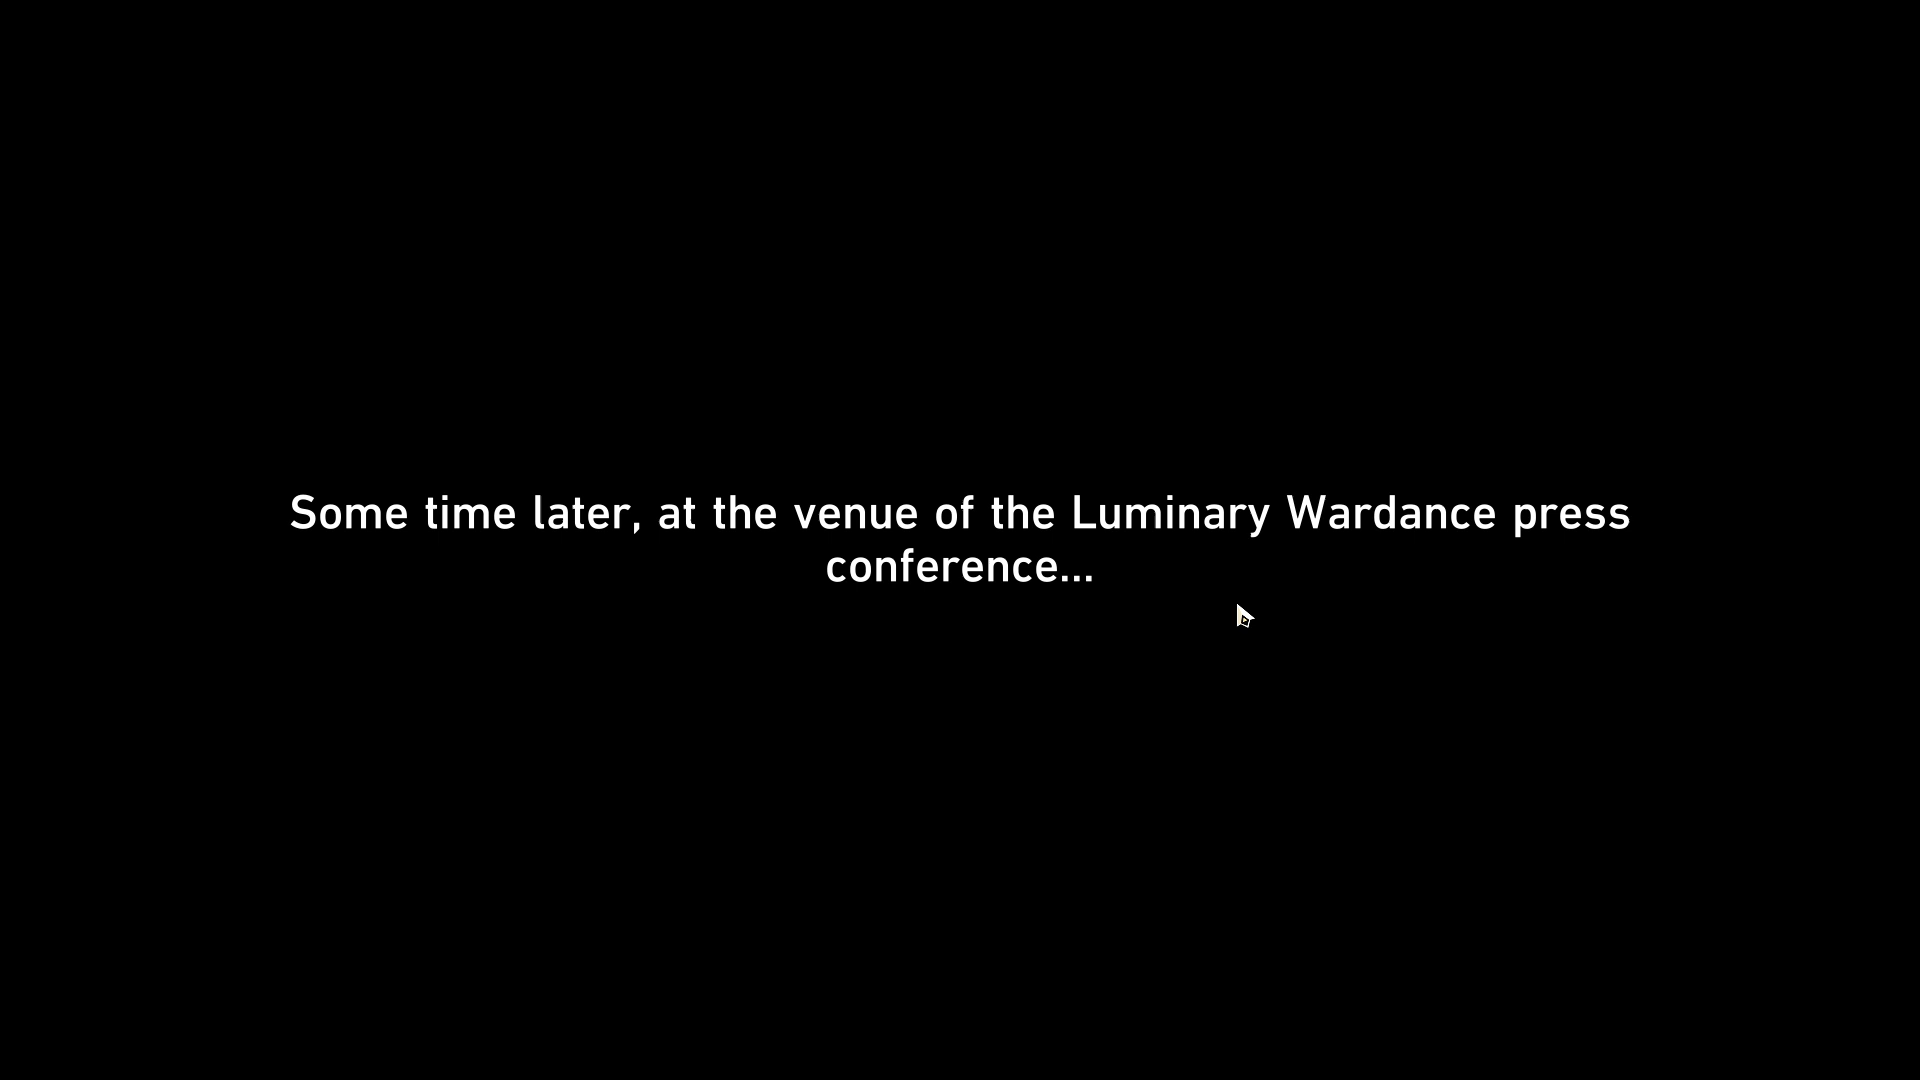 Some time later, at the venue of the Luminary Wardance press
conference...